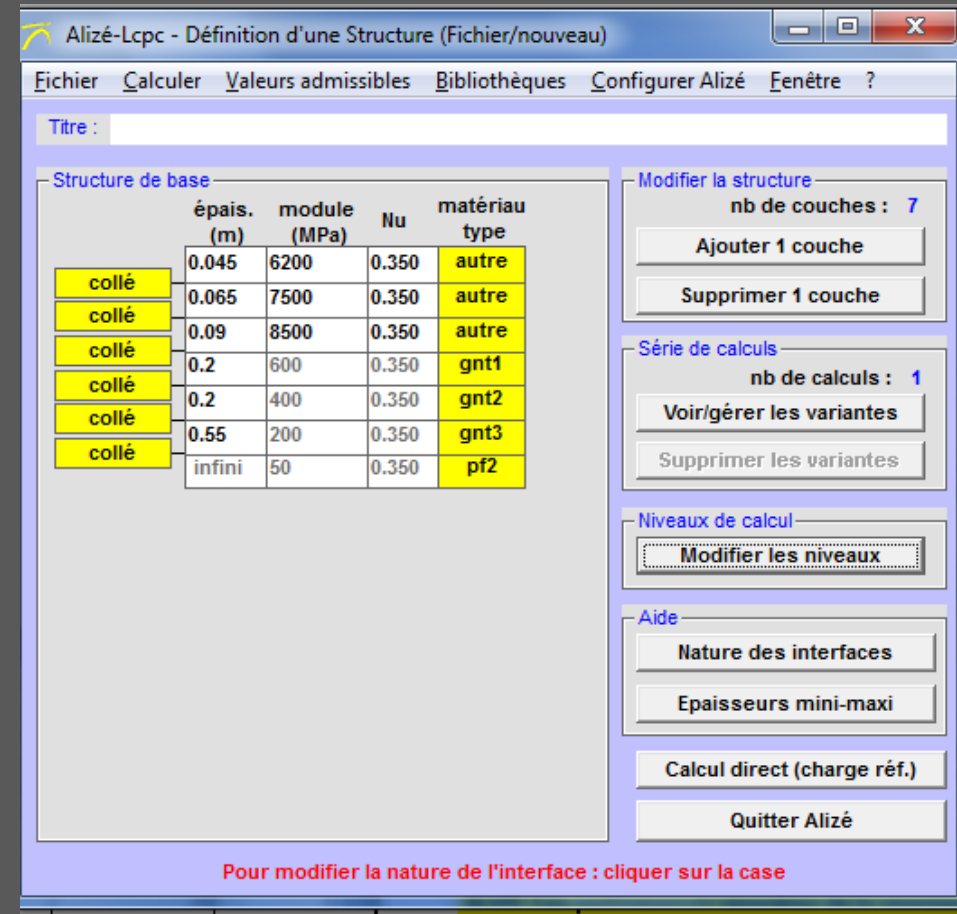 Alizé-Lcpc - Définition d'une Structure (Fichier/nouveau)
Fichier Calculer Valeurs admissibles Bibliothèques Configurer Alizé Fenêtre ?
Titre :
Structure de base
épais. (m) module (MPa) Nu matériau type
0.045 6200 0.350 autre
collé
0.065 7500 0.350 autre
collé
0.09 8500 0.350 autre
collé
0.2 600 0.350 gnt1
collé
0.2 400 0.350 gnt2
collé
0.55 200 0.350 gnt3
collé
infini 50 0.350 pf2
Modifier la structure
nb de couches : 7
Ajouter 1 couche
Supprimer 1 couche
Série de calculs
nb de calculs : 1
Voir/gérer les variantes
Supprimer les variantes
Niveaux de calcul
Modifier les niveaux
Aide
Nature des interfaces
Epaisseurs mini-maxi
Calcul direct (charge réf.)
Quitter Alizé
Pour modifier la nature de l'interface : cliquer sur la case